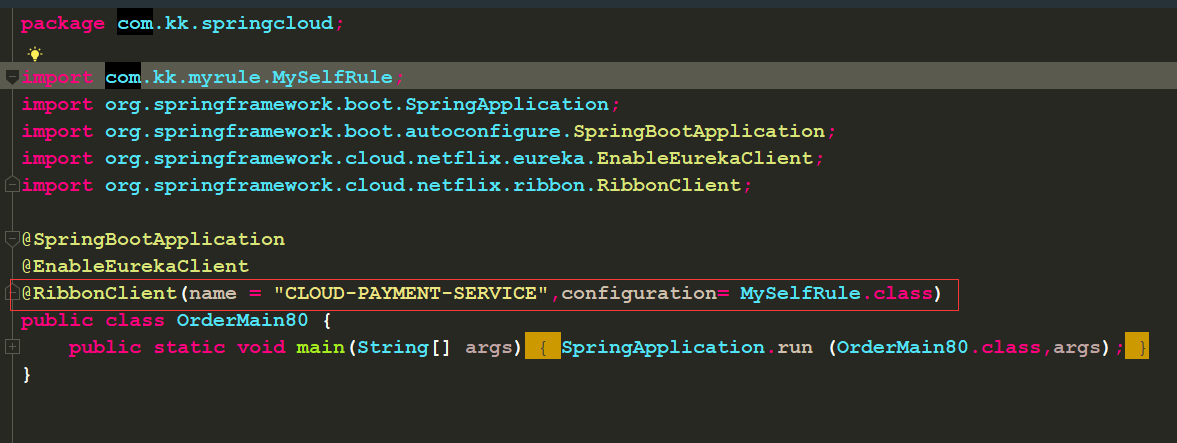 package com.kk.springcloud;
import com.kk.myrule.MySelfRule;
import org.springframework.boot.SpringApplication;
import org.springframework.boot.autoconfigure.SpringBootApplication;
import org.springframework.cloud.netflix.eureka.EnableEurekaClient;
import org.springframework.cloud.netflix.ribbon.RibbonClient;
@SpringBootApplication
@EnableEurekaClient
@RibbonClient(name = "CLOUD-PAYMENT-SERVICE",configuration= MySelfRule.class)
public class OrderMain80 {
public static void main(String[] args) { SpringApplication.run (OrderMain80.class,args); }
}